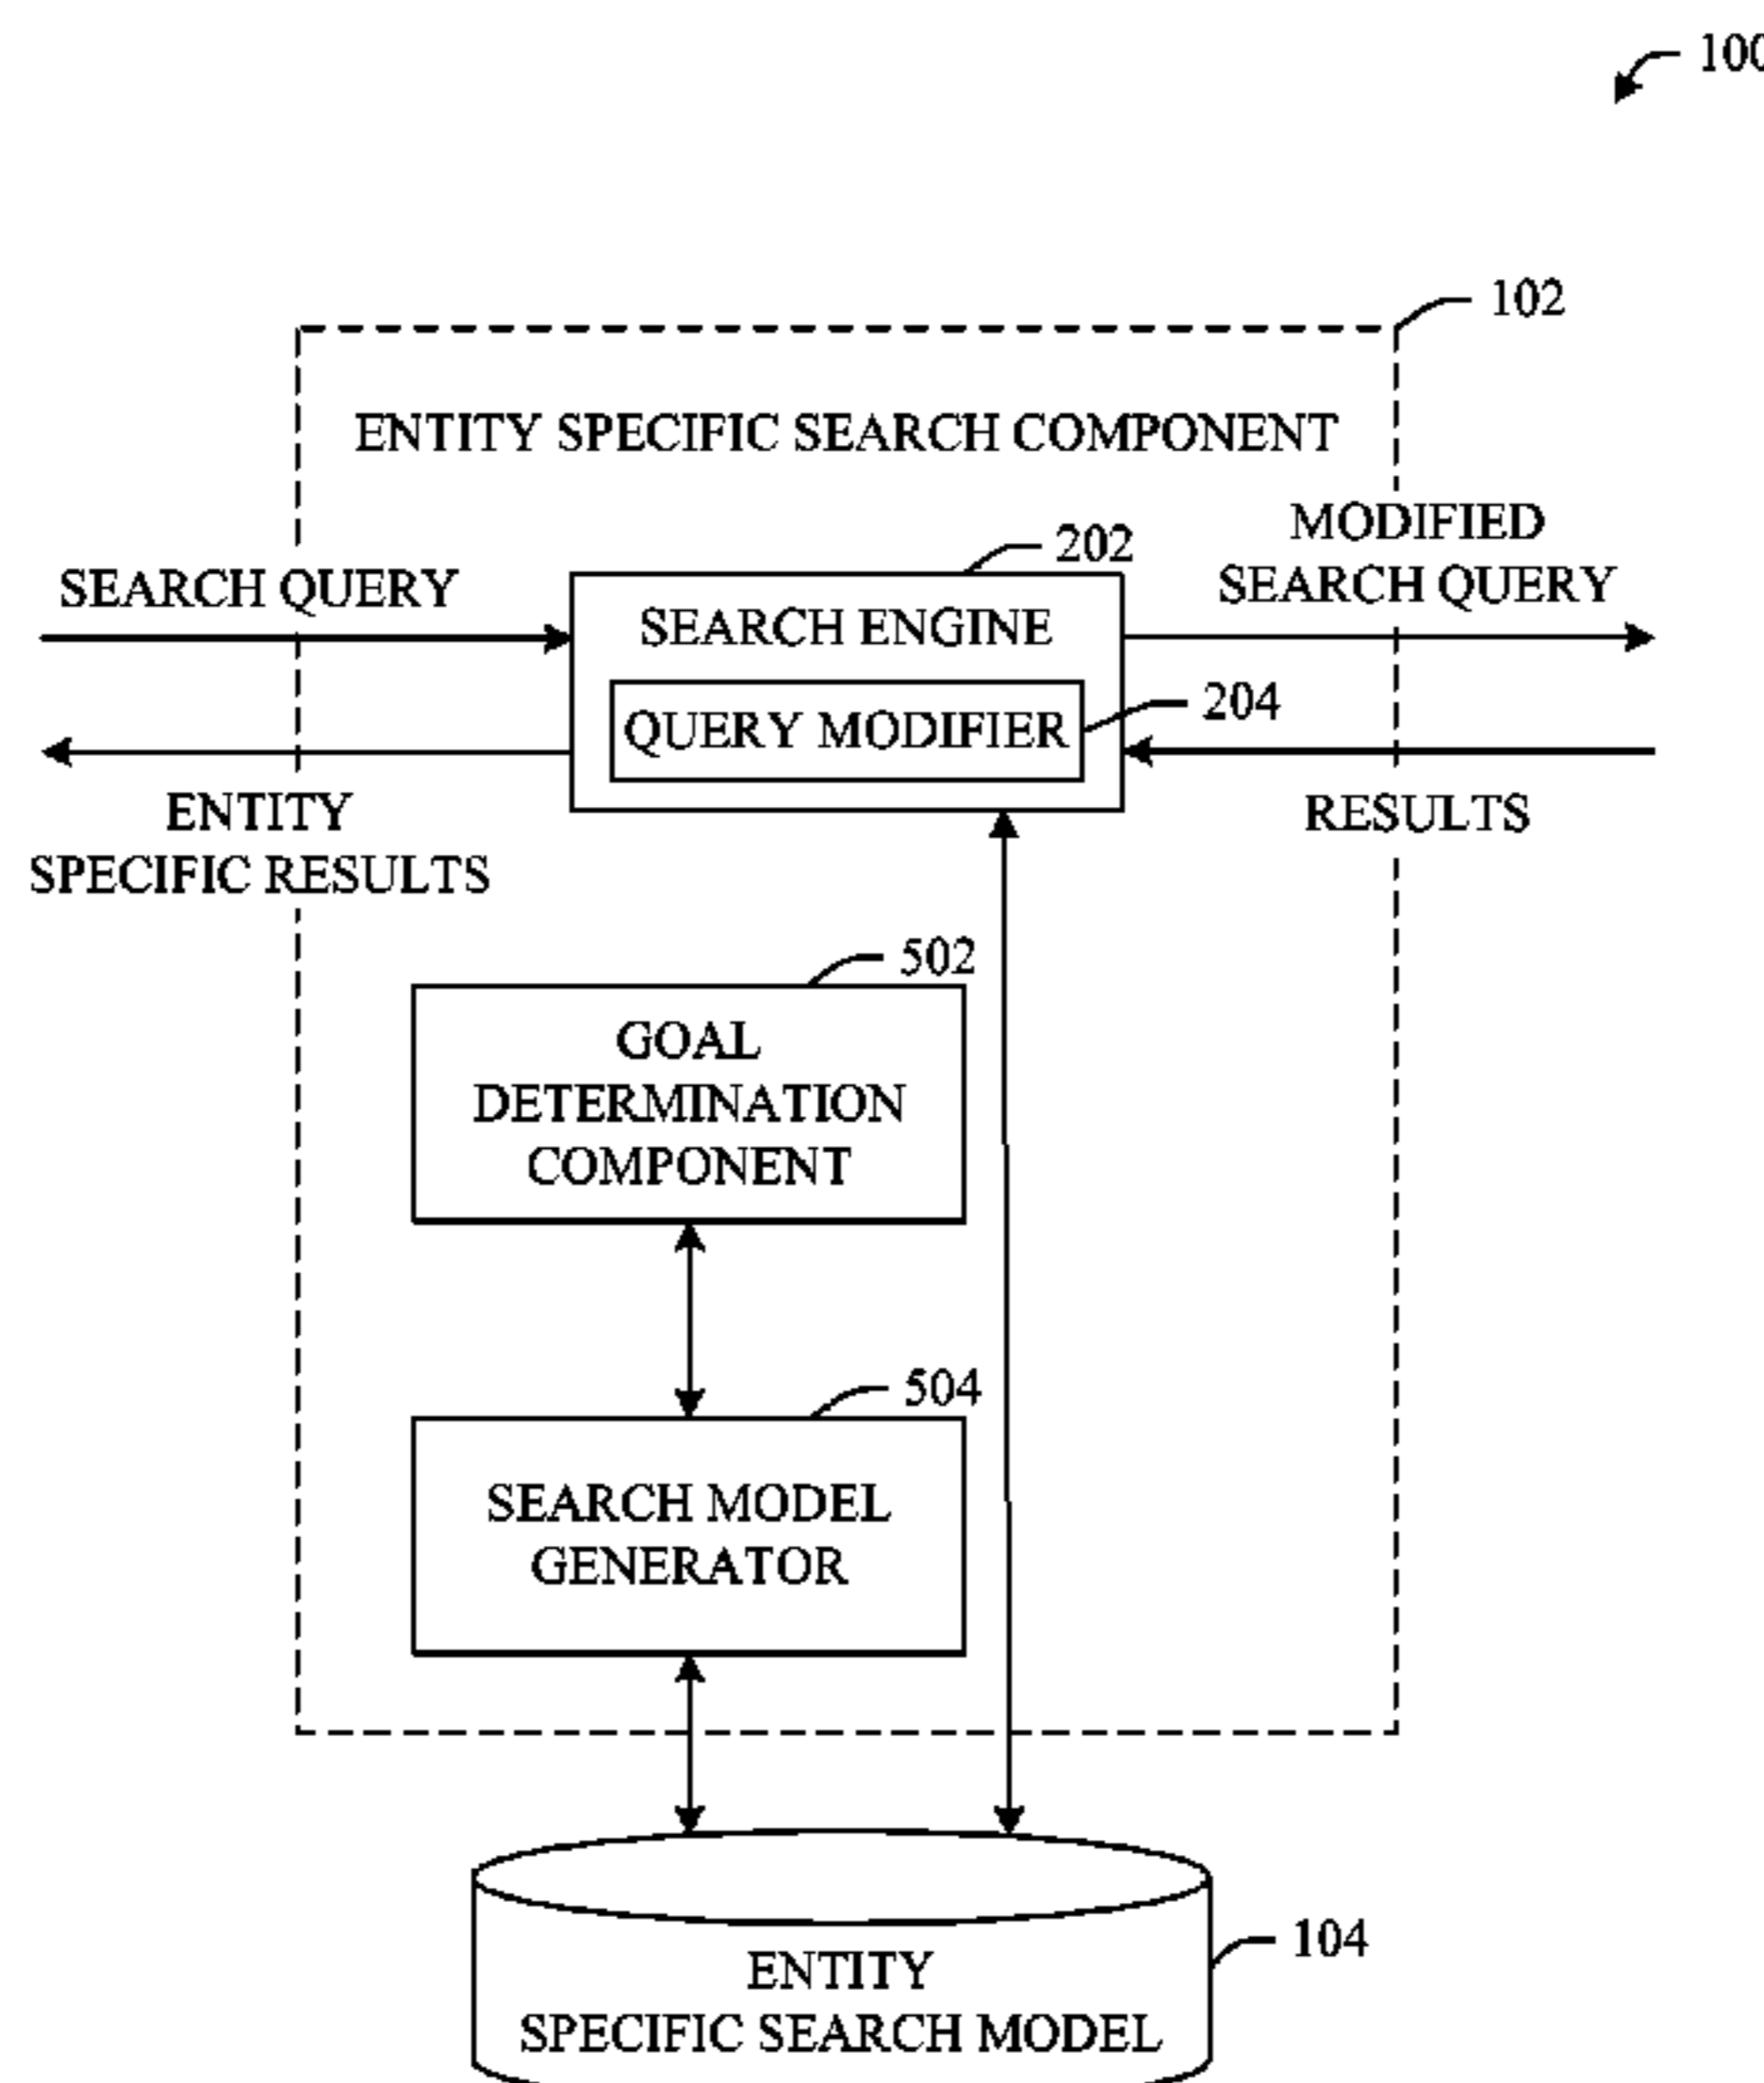 100
102
ENTITY SPECIFIC SEARCH COMPONENT
MODIFIED
SEARCH QUERY
202
SEARCH QUERY
SEARCH ENGINE
204
QUERY MODIFIER
ENTITY
SPECIFIC RESULTS
RESULTS
502
GOAL
DETERMINATION
COMPONENT
504
SEARCH MODEL
GENERATOR
104
ENTITY
SPECIFIC SEARCH MODEL